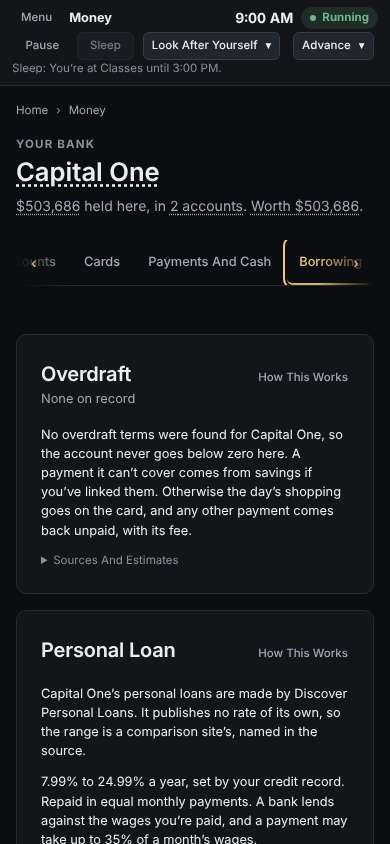 Menu Money 9:00 AM Running
Pause Sleep Look After Yourself ▾ Advance ▾
Sleep: You're at Classes until 3:00 PM.
Home › Money
YOUR BANK
Capital One
$503,686 held here, in 2 accounts. Worth $503,686.
‹ ounts Cards Payments And Cash Borrowing ›
Overdraft
How This Works
None on record
No overdraft terms were found for Capital One, so
the account never goes below zero here. A
payment it can’t cover comes from savings if
you’ve linked them. Otherwise the day’s shopping
goes on the card, and any other payment comes
back unpaid, with its fee.
▶ Sources And Estimates
Personal Loan
How This Works
Capital One’s personal loans are made by Discover
Personal Loans. It publishes no rate of its own, so
the range is a comparison site’s, named in the
source.
7.99% to 24.99% a year, set by your credit record.
Repaid in equal monthly payments. A bank lends
against the wages you’re paid, and a payment may
take up to 35% of a month’s wages.